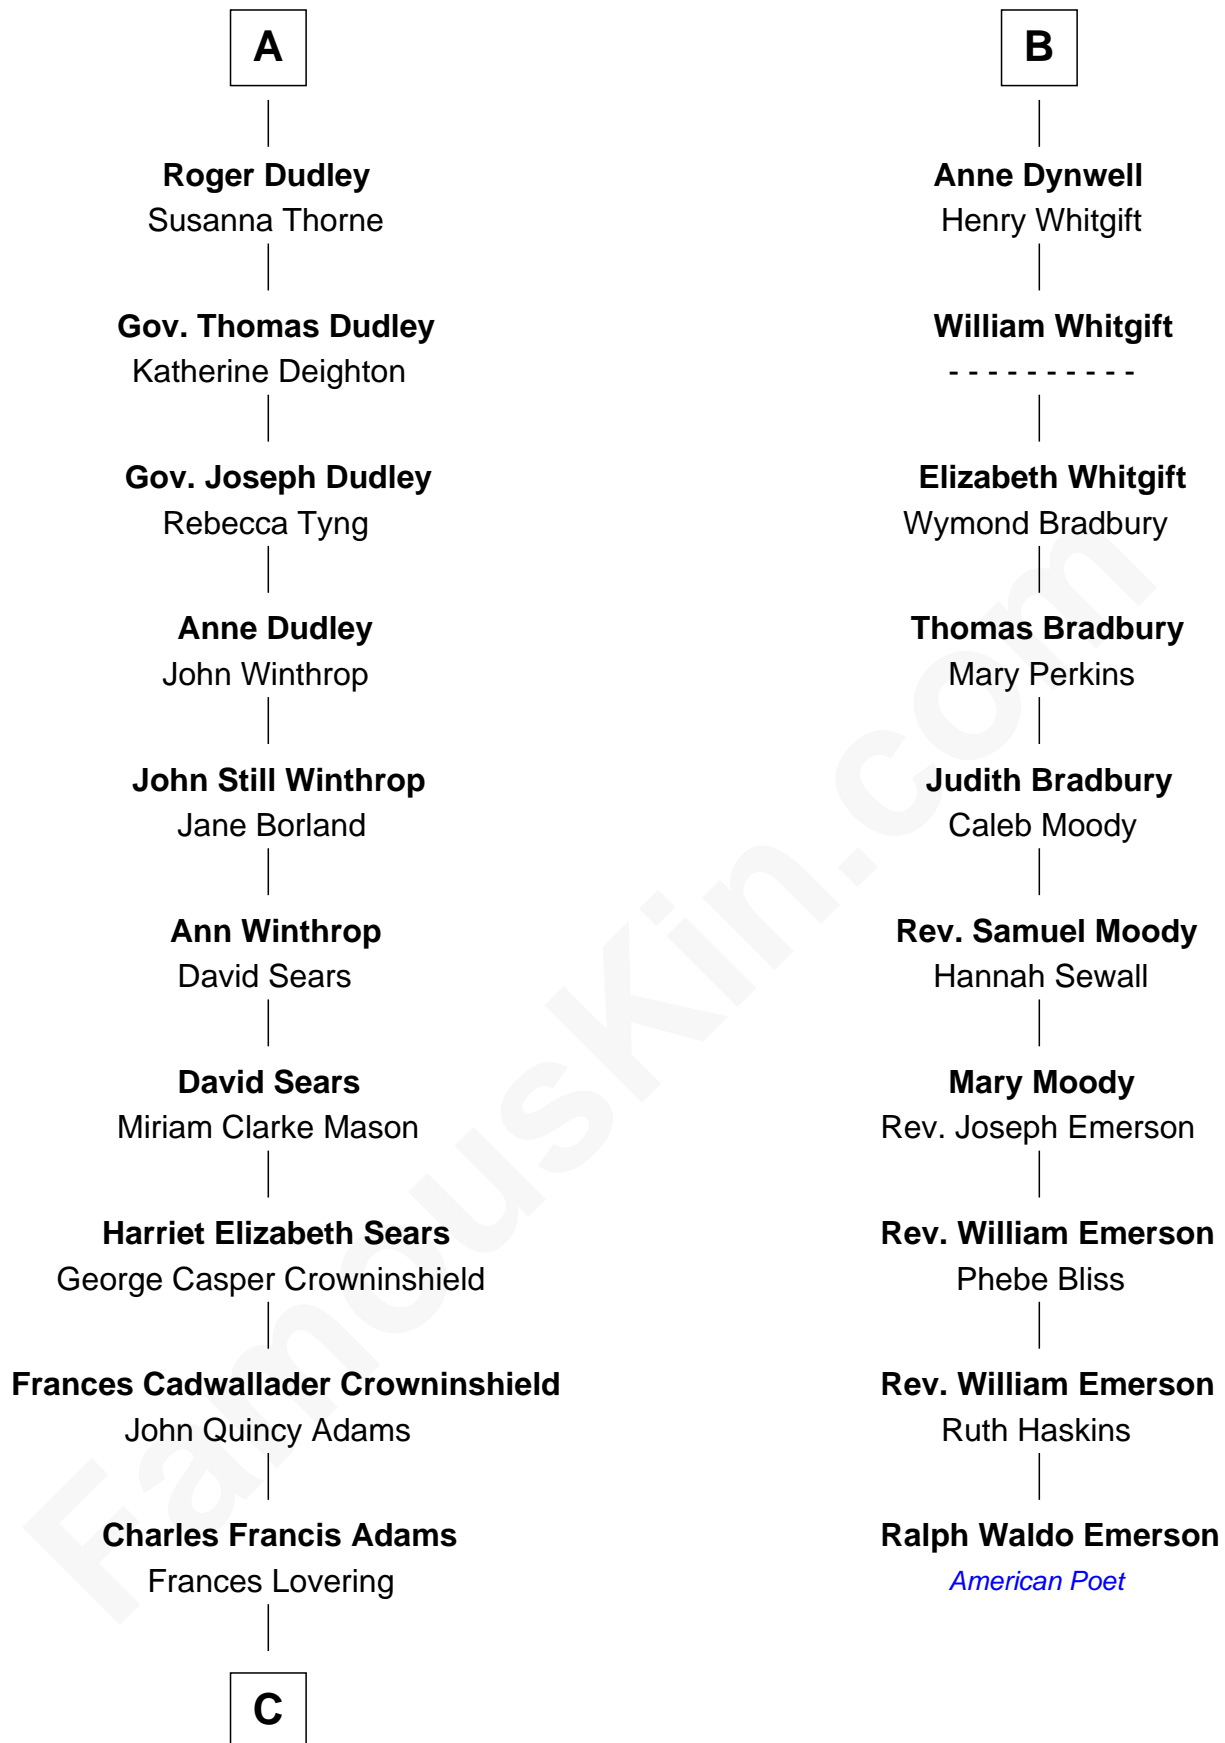 A
Roger Dudley
Susanna Thorne
Gov. Thomas Dudley
Katherine Deighton
Gov. Joseph Dudley
Rebecca Tyng
Anne Dudley
John Winthrop
John Still Winthrop
Jane Borland
Ann Winthrop
David Sears
David Sears
Miriam Clarke Mason
Harriet Elizabeth Sears
George Casper Crowninshield
Frances Cadwallader Crowninshield
John Quincy Adams
Charles Francis Adams
Frances Lovering
C
B
Anne Dynwell
Henry Whitgift
William Whitgift
- - - - - - - - - -
Elizabeth Whitgift
Wymond Bradbury
Thomas Bradbury
Mary Perkins
Judith Bradbury
Caleb Moody
Rev. Samuel Moody
Hannah Sewall
Mary Moody
Rev. Joseph Emerson
Rev. William Emerson
Phebe Bliss
Rev. William Emerson
Ruth Haskins
Ralph Waldo Emerson
American Poet
FamousKin.com